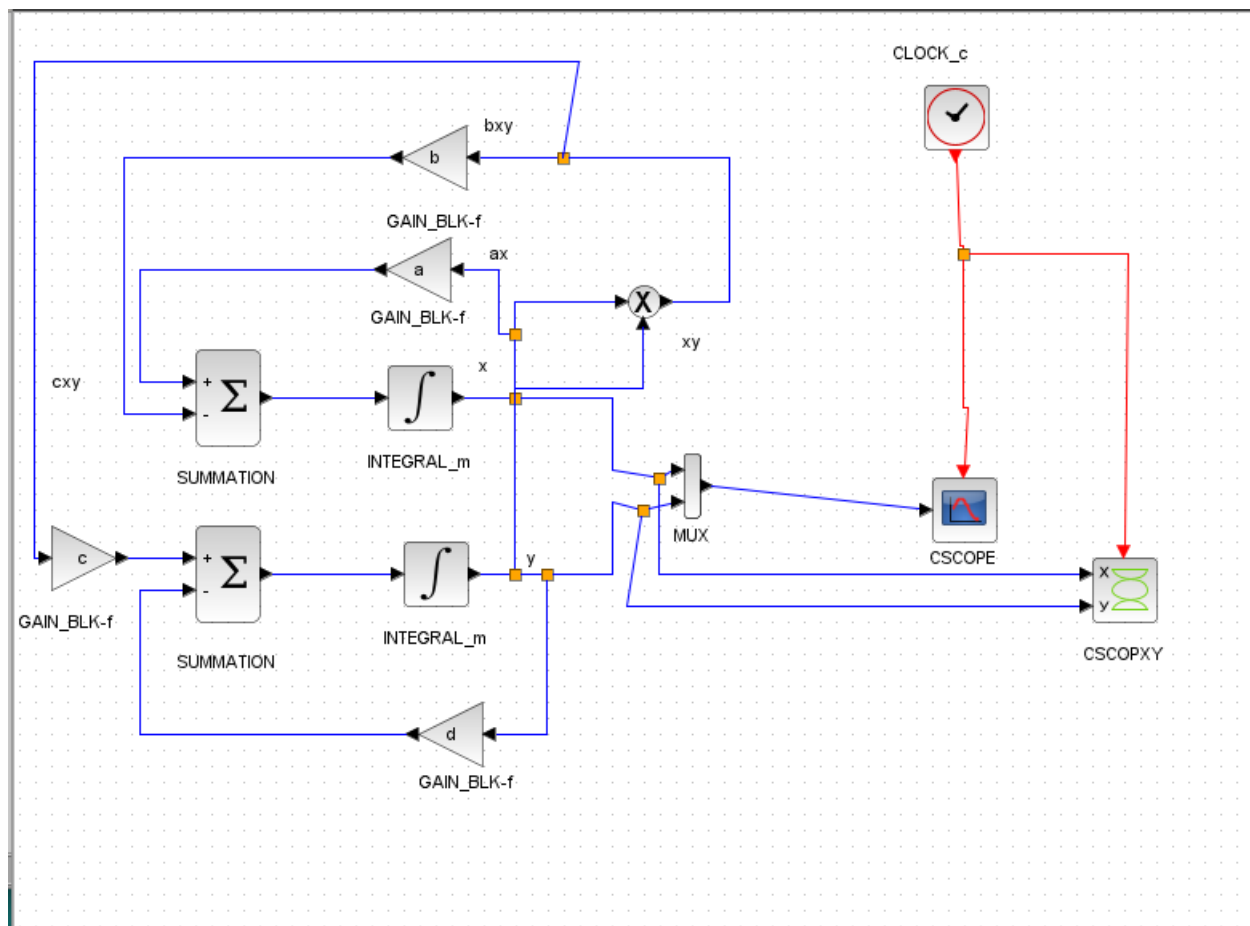 CLOCK_c
bxy
b
GAIN_BLK-f
ax
a
GAIN_BLK-f
X
xy
x
cxy
+
Σ
-
∫
INTEGRAL_m
SUMMATION
MUX
CSCOPE
y
c
+
Σ
-
∫
X
y
GAIN_BLK-f
INTEGRAL_m
SUMMATION
CSCOPXY
d
GAIN_BLK-f